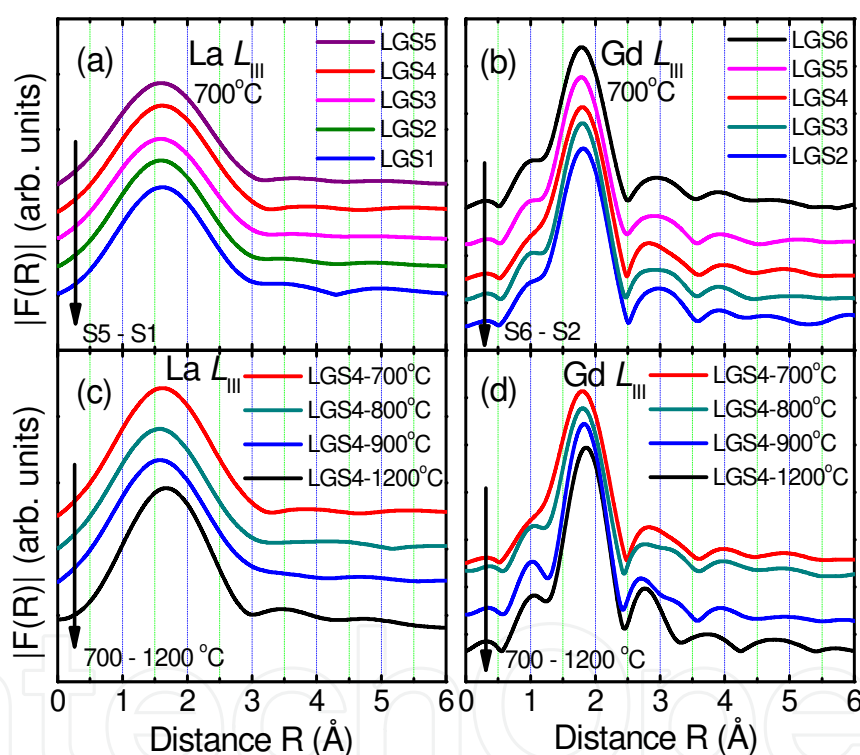 (a)
La L_III
700°C
LGS5
LGS4
LGS3
LGS2
LGS1
S5 - S1
(b)
Gd L_III
700°C
LGS6
LGS5
LGS4
LGS3
LGS2
S6 - S2
|F(R)| (arb. units)
(c)
La L_III
LGS4-700°C
LGS4-800°C
LGS4-900°C
LGS4-1200°C
700 - 1200 °C
(d)
Gd L_III
LGS4-700°C
LGS4-800°C
LGS4-900°C
LGS4-1200°C
700 - 1200 °C
|F(R)| (arb. units)
0 1 2 3 4 5 6 0 1 2 3 4 5 6
Distance R (Å) Distance R (Å)